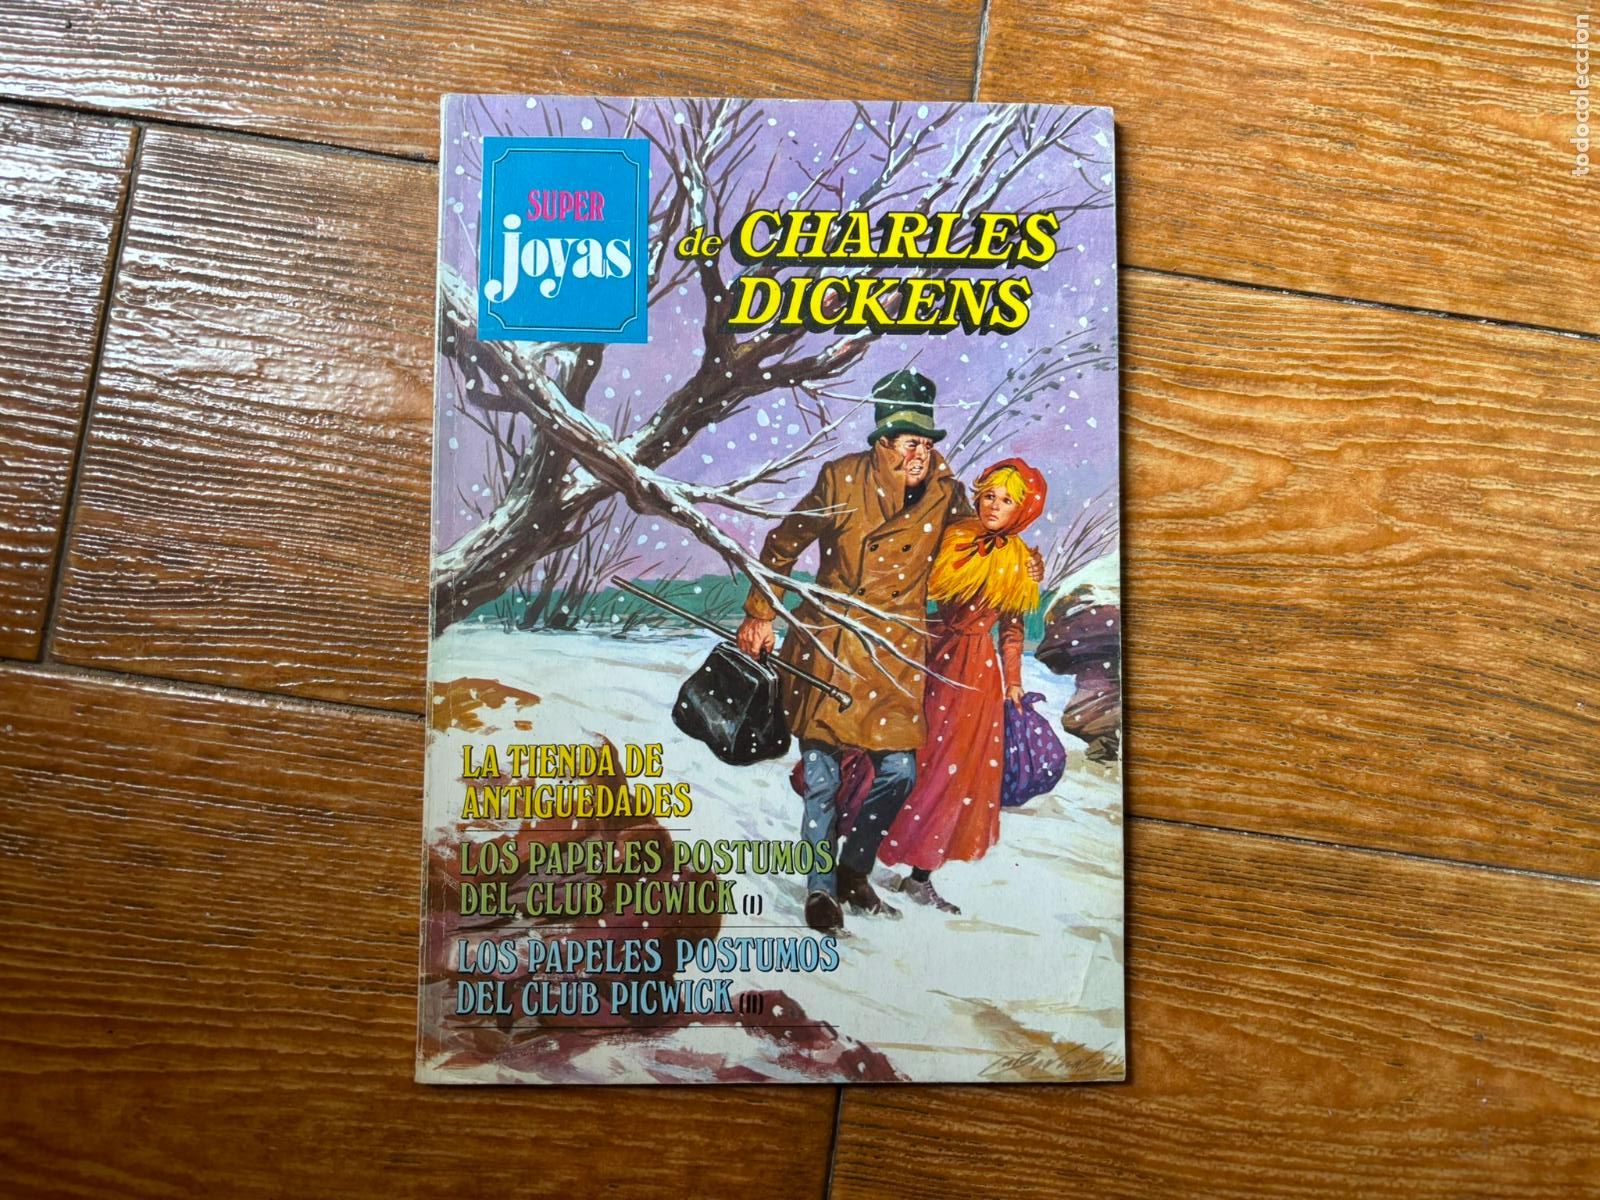 SUPER
joyas
de CHARLES
DICKENS
LA TIENDA DE
ANTIGÜEDADES
LOS PAPELES POSTUMOS
DEL CLUB PICWICK (I)
LOS PAPELES POSTUMOS
DEL CLUB PICWICK (II)
todocoleccion